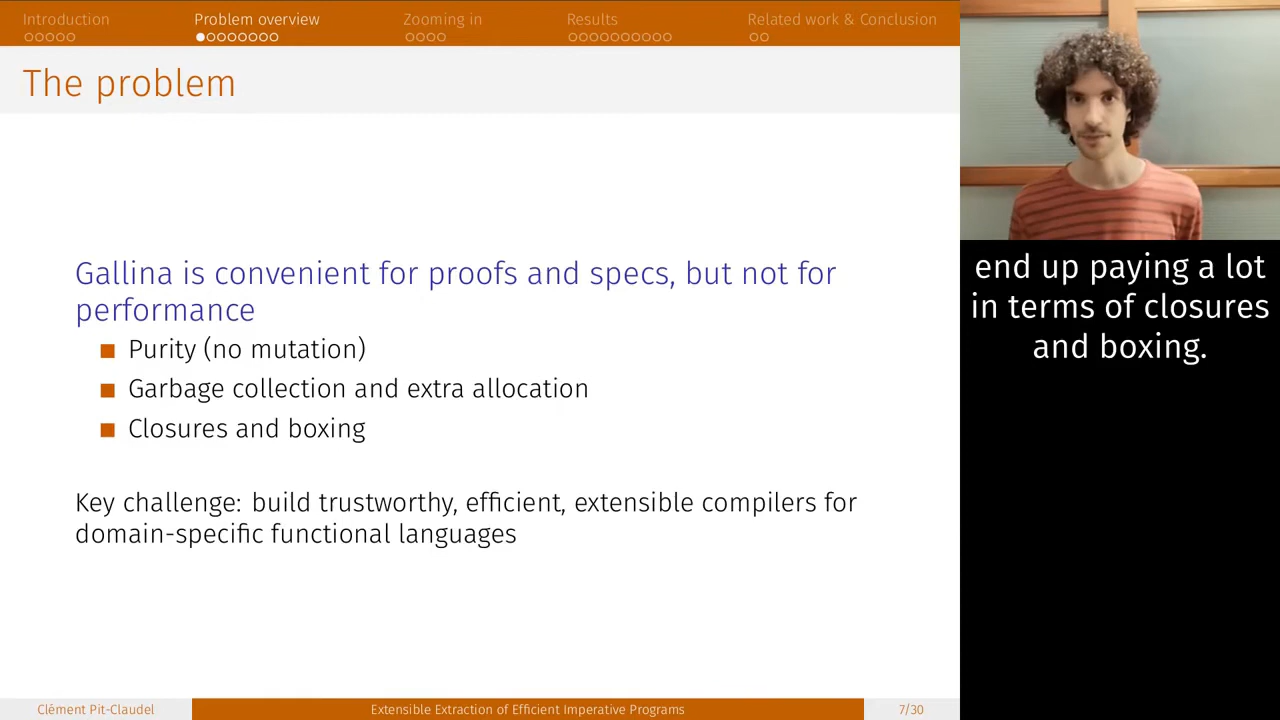 Introduction
Problem overview
Zooming in
Results
Related work & Conclusion
The problem
Gallina is convenient for proofs and specs, but not for
performance
Purity (no mutation)
Garbage collection and extra allocation
Closures and boxing
Key challenge: build trustworthy, efficient, extensible compilers for
domain-specific functional languages
end up paying a lot
in terms of closures
and boxing.
Clément Pit-Claudel
Extensible Extraction of Efficient Imperative Programs
7/30